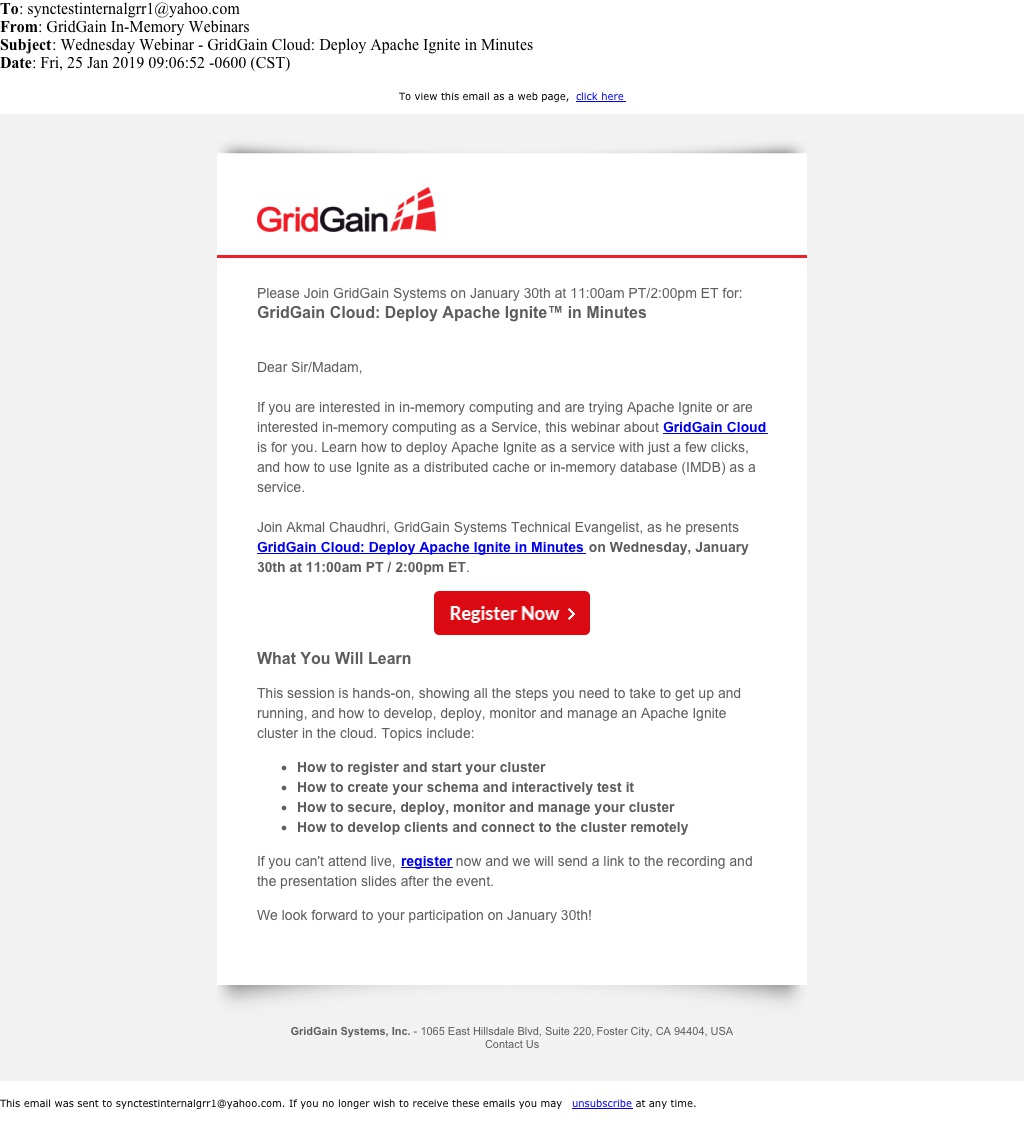 To: synctestinternalgrr1@yahoo.com
From: GridGain In-Memory Webinars
Subject: Wednesday Webinar - GridGain Cloud: Deploy Apache Ignite in Minutes
Date: Fri, 25 Jan 2019 09:06:52 -0600 (CST)
To view this email as a web page, click here
GridGain
Please Join GridGain Systems on January 30th at 11:00am PT/2:00pm ET for:
GridGain Cloud: Deploy Apache Ignite™ in Minutes
Dear Sir/Madam,
If you are interested in in-memory computing and are trying Apache Ignite or are
interested in-memory computing as a Service, this webinar about GridGain Cloud
is for you. Learn how to deploy Apache Ignite as a service with just a few clicks,
and how to use Ignite as a distributed cache or in-memory database (IMDB) as a
service.
Join Akmal Chaudhri, GridGain Systems Technical Evangelist, as he presents
GridGain Cloud: Deploy Apache Ignite in Minutes on Wednesday, January
30th at 11:00am PT / 2:00pm ET.
Register Now >
What You Will Learn
This session is hands-on, showing all the steps you need to take to get up and
running, and how to develop, deploy, monitor and manage an Apache Ignite
cluster in the cloud. Topics include:
• How to register and start your cluster
• How to create your schema and interactively test it
• How to secure, deploy, monitor and manage your cluster
• How to develop clients and connect to the cluster remotely
If you can't attend live, register now and we will send a link to the recording and
the presentation slides after the event.
We look forward to your participation on January 30th!
GridGain Systems, Inc. - 1065 East Hillsdale Blvd, Suite 220, Foster City, CA 94404, USA
Contact Us
This email was sent to synctestinternalgrr1@yahoo.com. If you no longer wish to receive these emails you may unsubscribe at any time.